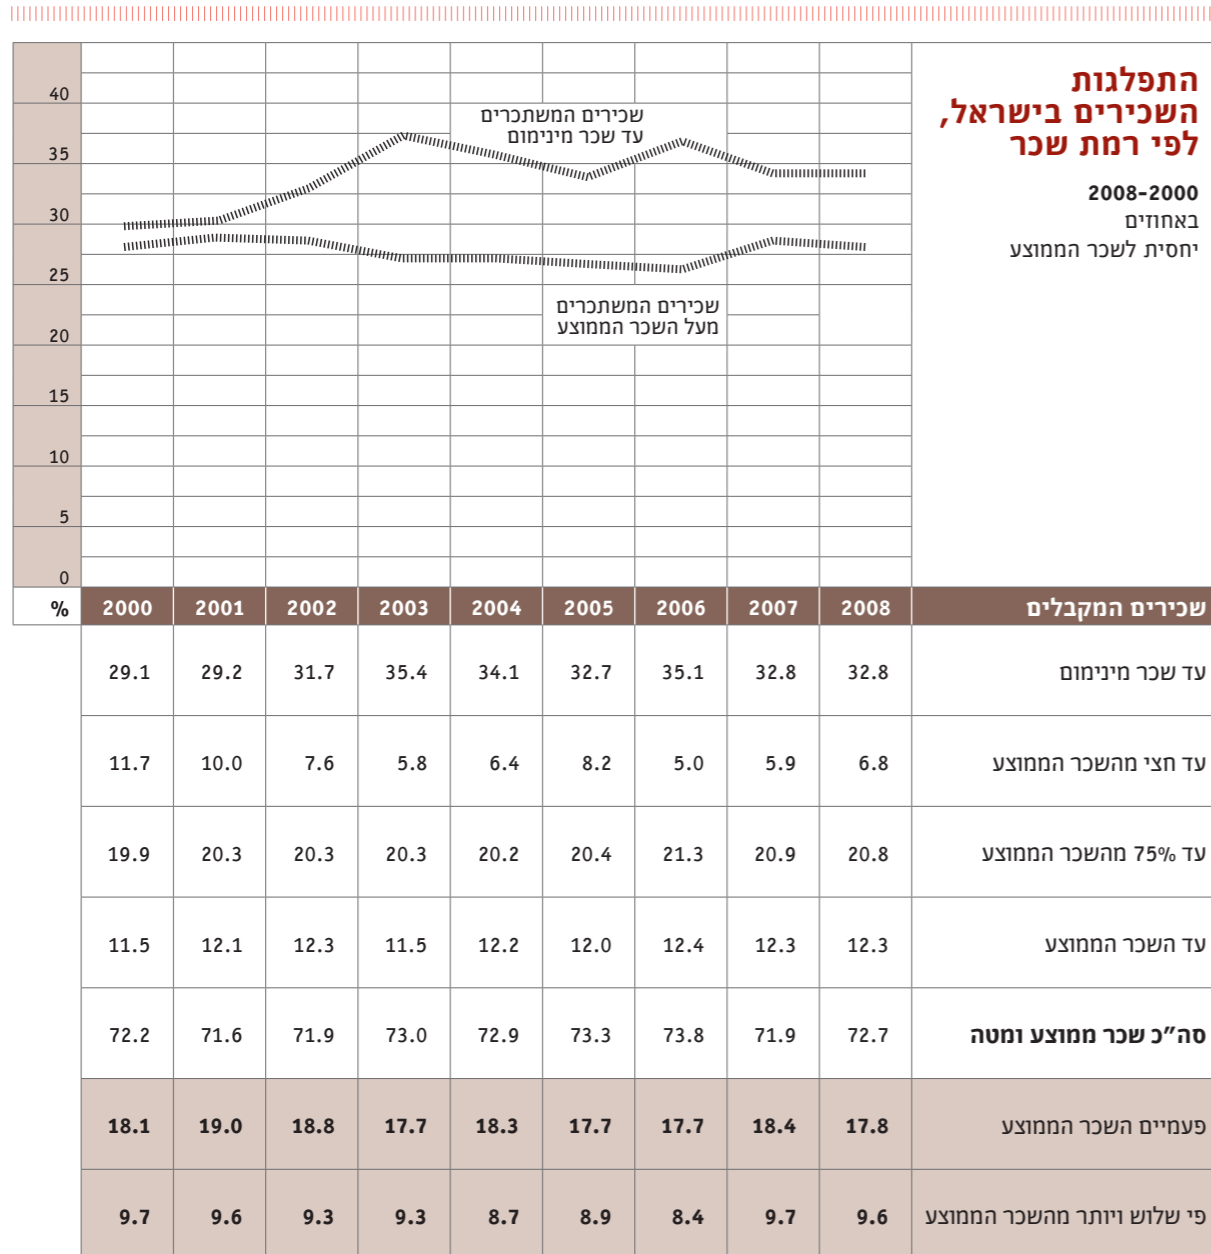 התפלגות
השכירים בישראל,
לפי רמת שכר
2008-2000
באחוזים
יחסית לשכר הממוצע
40
35
30
25
20
15
10
5
0
שכירים המשתכרים
עד שכר מינימום
שכירים המשתכרים
מעל השכר הממוצע
שכירים המקבלים 2008 2007 2006 2005 2004 2003 2002 2001 2000 %
עד שכר מינימום 32.8 32.8 35.1 32.7 34.1 35.4 31.7 29.2 29.1
עד חצי מהשכר הממוצע 6.8 5.9 5.0 8.2 6.4 5.8 7.6 10.0 11.7
עד 75% מהשכר הממוצע 20.8 20.9 21.3 20.4 20.2 20.3 20.3 20.3 19.9
עד השכר הממוצע 12.3 12.3 12.4 12.0 12.2 11.5 12.3 12.1 11.5
סה"כ שכר ממוצע ומטה 72.7 71.9 73.8 73.3 72.9 73.0 71.9 71.6 72.2
פעמיים השכר הממוצע 17.8 18.4 17.7 17.7 18.3 17.7 18.8 19.0 18.1
פי שלוש ויותר מהשכר הממוצע 9.6 9.7 8.4 8.9 8.7 9.3 9.3 9.6 9.7